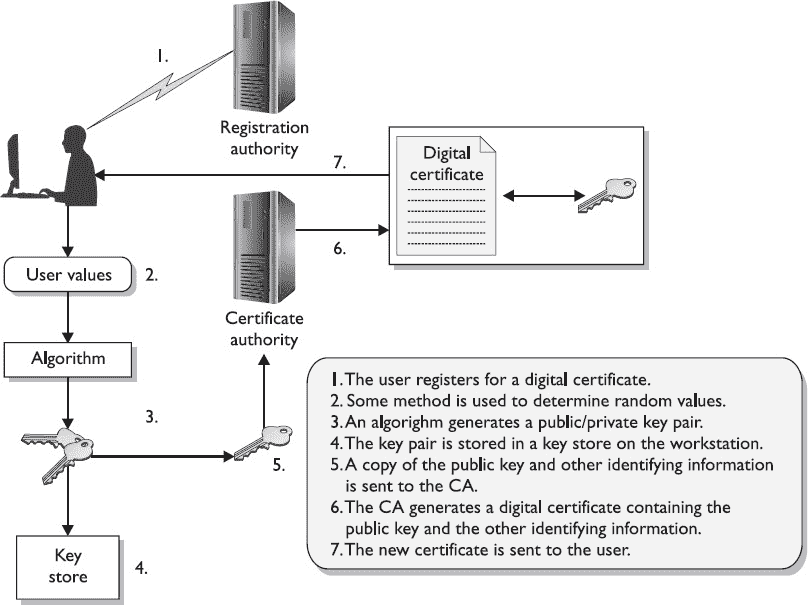 1.
Registration
authority
7.
Digital
certificate
6.
User values
2.
Certificate
authority
Algorithm
3.
5.
Key
store
4.
1. The user registers for a digital certificate.
2. Some method is used to determine random values.
3. An algorighm generates a public/private key pair.
4. The key pair is stored in a key store on the workstation.
5. A copy of the public key and other identifying information
is sent to the CA.
6. The CA generates a digital certificate containing the
public key and the other identifying information.
7. The new certificate is sent to the user.